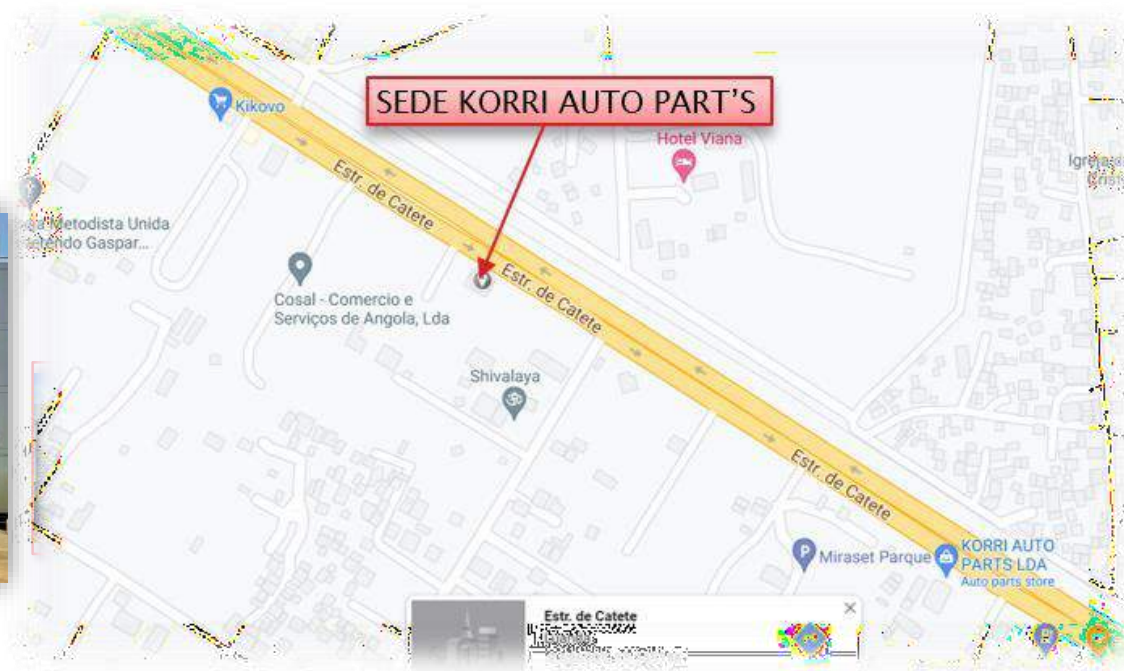 Kikovo
SEDE KORRI AUTO PART'S
Hotel Viana
Estr. de Catete
Metodista Unida
Gaspar...
Cosal - Comercio e
Serviços de Angola, Lda
Estr. de Catete
Shivalaya
Estr. de Catete
Miraset Parque
KORRI AUTO
PARTS LDA
Auto parts store
Estr. de Catete